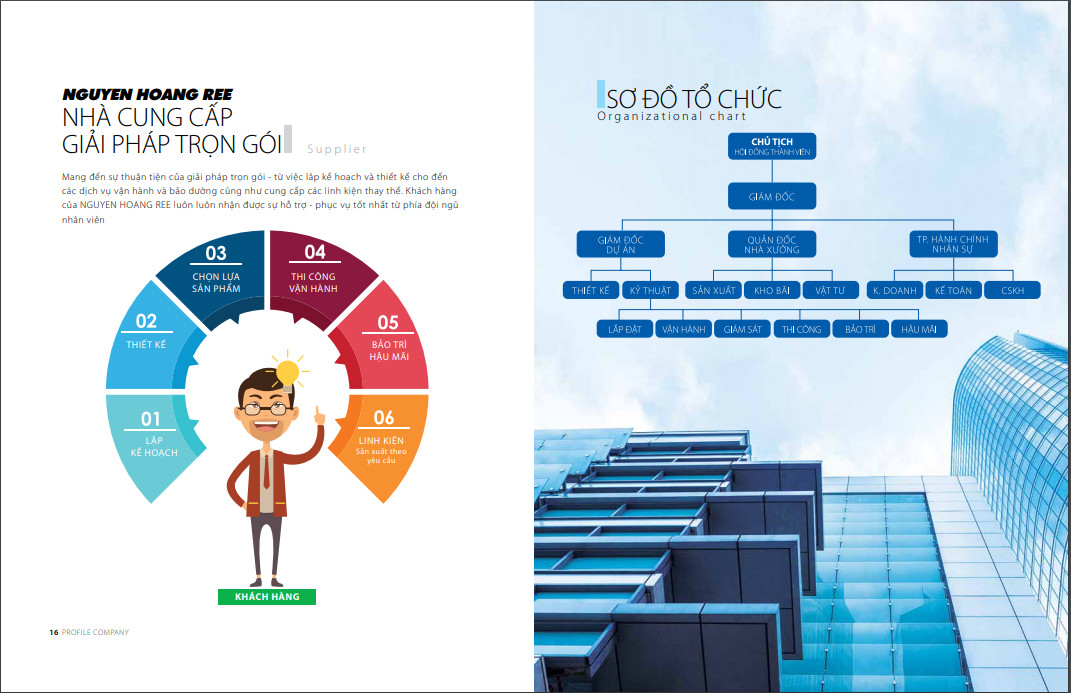 NGUYEN HOANG REE
NHÀ CUNG CẤP
GIẢI PHÁP TRỌN GÓI
Supplier
Mang đến sự thuận tiện của giải pháp trọn gói - từ việc lập kế hoạch và thiết kế cho đến
các dịch vụ vận hành và bảo dưỡng cũng như cung cấp các linh kiện thay thế. Khách hàng
của NGUYEN HOANG REE luôn luôn nhận được sự hỗ trợ - phục vụ tốt nhất từ phía đội ngũ
nhân viên
01
LẬP
KẾ HOẠCH
02
THIẾT KẾ
03
CHỌN LỰA
SẢN PHẨM
04
THI CÔNG
VẬN HÀNH
05
BẢO TRÌ
HẬU MÃI
06
LINH KIỆN
Sản xuất theo
yêu cầu
KHÁCH HÀNG
16 PROFILE COMPANY
SƠ ĐỒ TỔ CHỨC
Organizational chart
CHỦ TỊCH
HỘI ĐỒNG THÀNH VIÊN
GIÁM ĐỐC
GIÁM ĐỐC
DỰ ÁN
QUẢN ĐỐC
NHÀ XƯỞNG
TP. HÀNH CHÍNH
NHÂN SỰ
THIẾT KẾ
KỸ THUẬT
SẢN XUẤT
KHO BÃI
VẬT TƯ
K. DOANH
KẾ TOÁN
CSKH
LẮP ĐẶT
VẬN HÀNH
GIÁM SÁT
THI CÔNG
BẢO TRÌ
HẬU MÃI